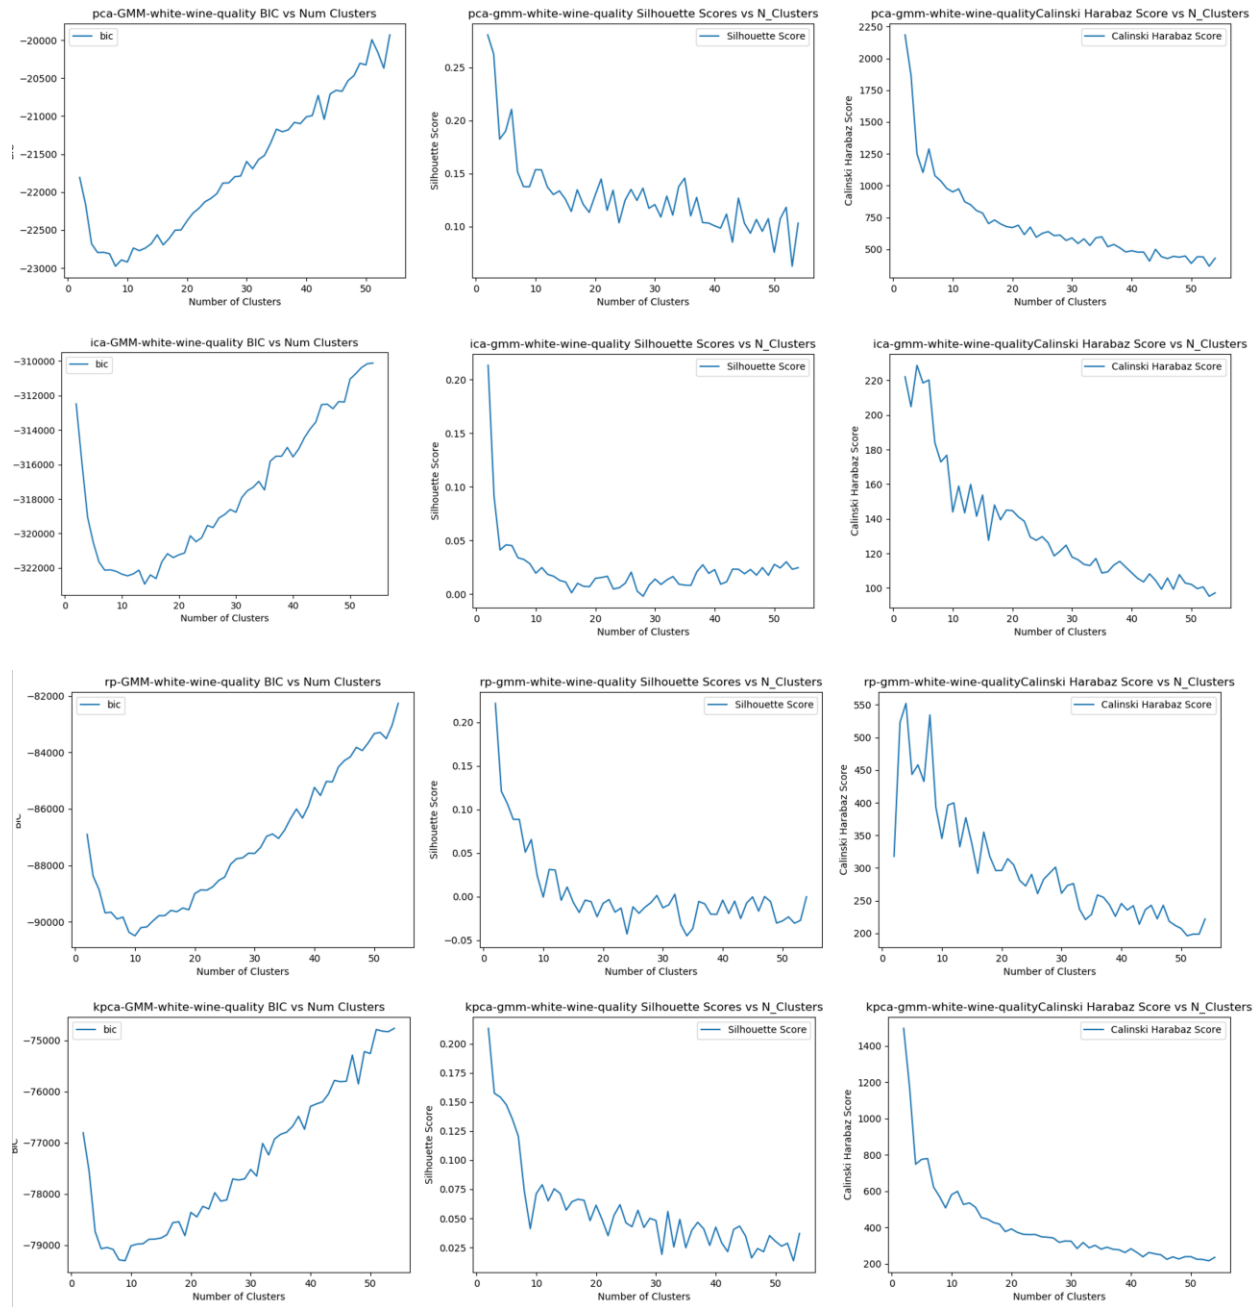 pca-GMM-white-wine-quality BIC vs Num Clusters
bic
−20000
−20500
−21000
−21500
−22000
−22500
−23000
0 10 20 30 40 50
Number of Clusters
pca-gmm-white-wine-quality Silhouette Scores vs N_Clusters
Silhouette Score
Silhouette Score
0.25
0.20
0.15
0.10
0 10 20 30 40 50
Number of Clusters
pca-gmm-white-wine-qualityCalinski Harabaz Score vs N_Clusters
Calinski Harabaz Score
Calinski Harabaz Score
2250
2000
1750
1500
1250
1000
750
500
0 10 20 30 40 50
Number of Clusters
ica-GMM-white-wine-quality BIC vs Num Clusters
bic
−310000
−312000
−314000
−316000
−318000
−320000
−322000
0 10 20 30 40 50
Number of Clusters
ica-gmm-white-wine-quality Silhouette Scores vs N_Clusters
Silhouette Score
Silhouette Score
0.20
0.15
0.10
0.05
0.00
0 10 20 30 40 50
Number of Clusters
ica-gmm-white-wine-qualityCalinski Harabaz Score vs N_Clusters
Calinski Harabaz Score
Calinski Harabaz Score
220
200
180
160
140
120
100
0 10 20 30 40 50
Number of Clusters
rp-GMM-white-wine-quality BIC vs Num Clusters
bic
BIC
−82000
−84000
−86000
−88000
−90000
0 10 20 30 40 50
Number of Clusters
rp-gmm-white-wine-quality Silhouette Scores vs N_Clusters
Silhouette Score
Silhouette Score
0.20
0.15
0.10
0.05
0.00
−0.05
0 10 20 30 40 50
Number of Clusters
rp-gmm-white-wine-qualityCalinski Harabaz Score vs N_Clusters
Calinski Harabaz Score
Calinski Harabaz Score
550
500
450
400
350
300
250
200
0 10 20 30 40 50
Number of Clusters
kpca-GMM-white-wine-quality BIC vs Num Clusters
bic
BIC
−75000
−76000
−77000
−78000
−79000
0 10 20 30 40 50
Number of Clusters
kpca-gmm-white-wine-quality Silhouette Scores vs N_Clusters
Silhouette Score
Silhouette Score
0.200
0.175
0.150
0.125
0.100
0.075
0.050
0.025
0 10 20 30 40 50
Number of Clusters
kpca-gmm-white-wine-qualityCalinski Harabaz Score vs N_Clusters
Calinski Harabaz Score
Calinski Harabaz Score
1400
1200
1000
800
600
400
200
0 10 20 30 40 50
Number of Clusters